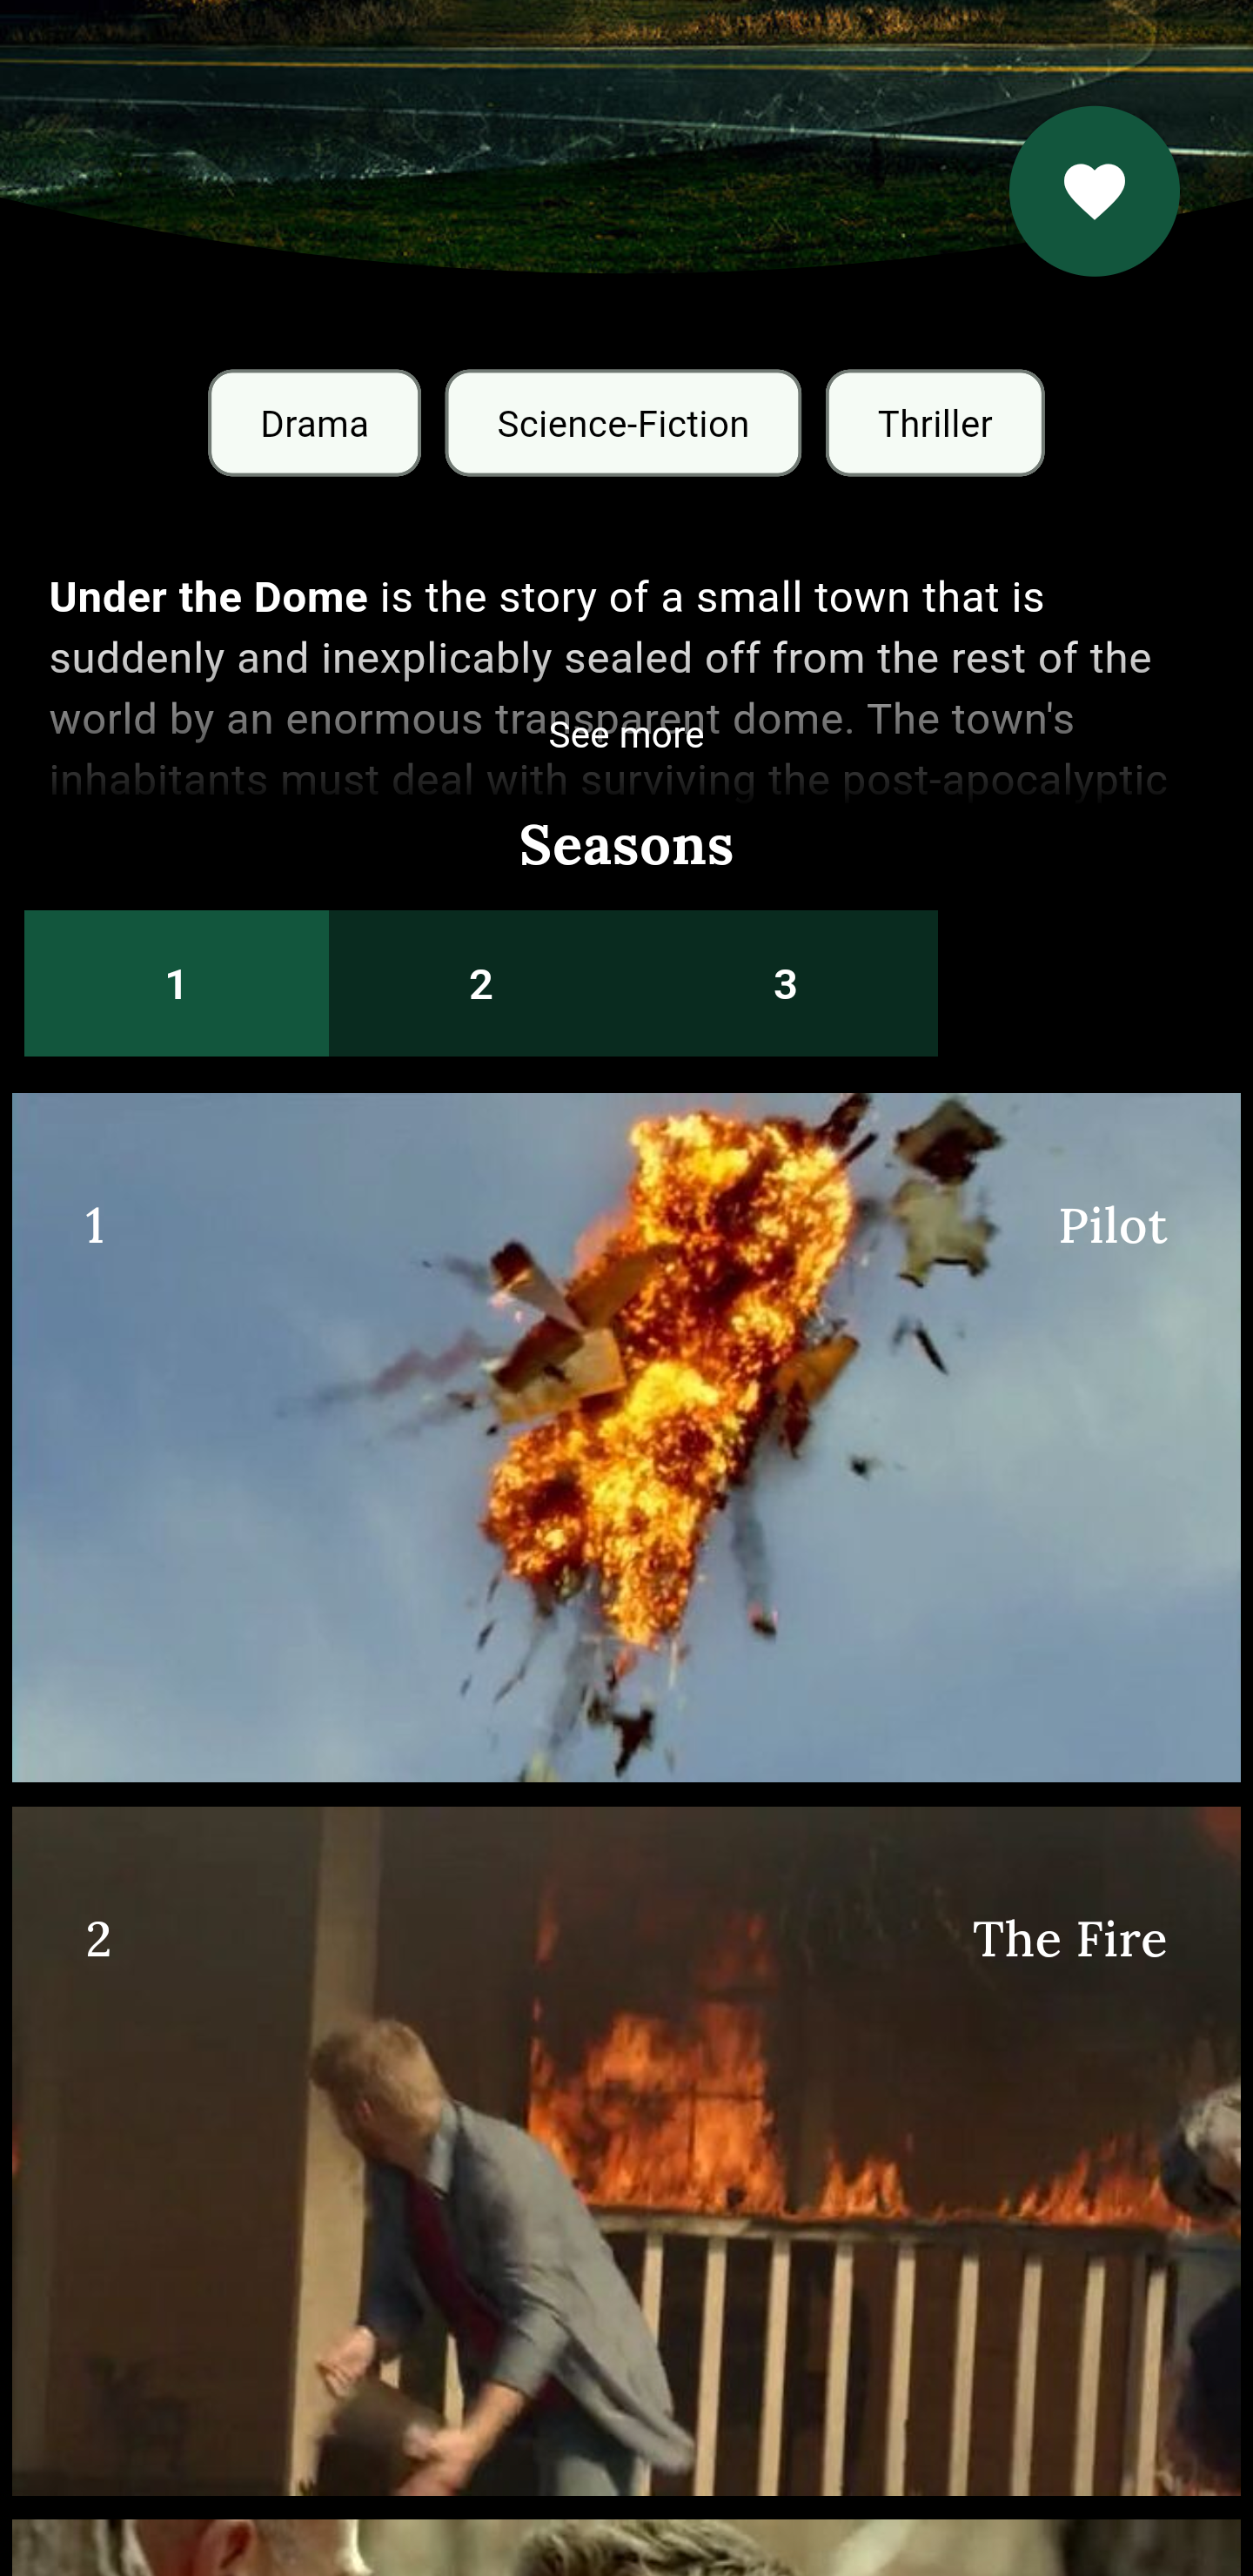 Drama
Science-Fiction
Thriller
Under the Dome is the story of a small town that is
suddenly and inexplicably sealed off from the rest of the
world by an enormous transparent dome. The town's
See more
inhabitants must deal with surviving the post-apocalyptic
Seasons
1
2
3
1
Pilot
2
The Fire